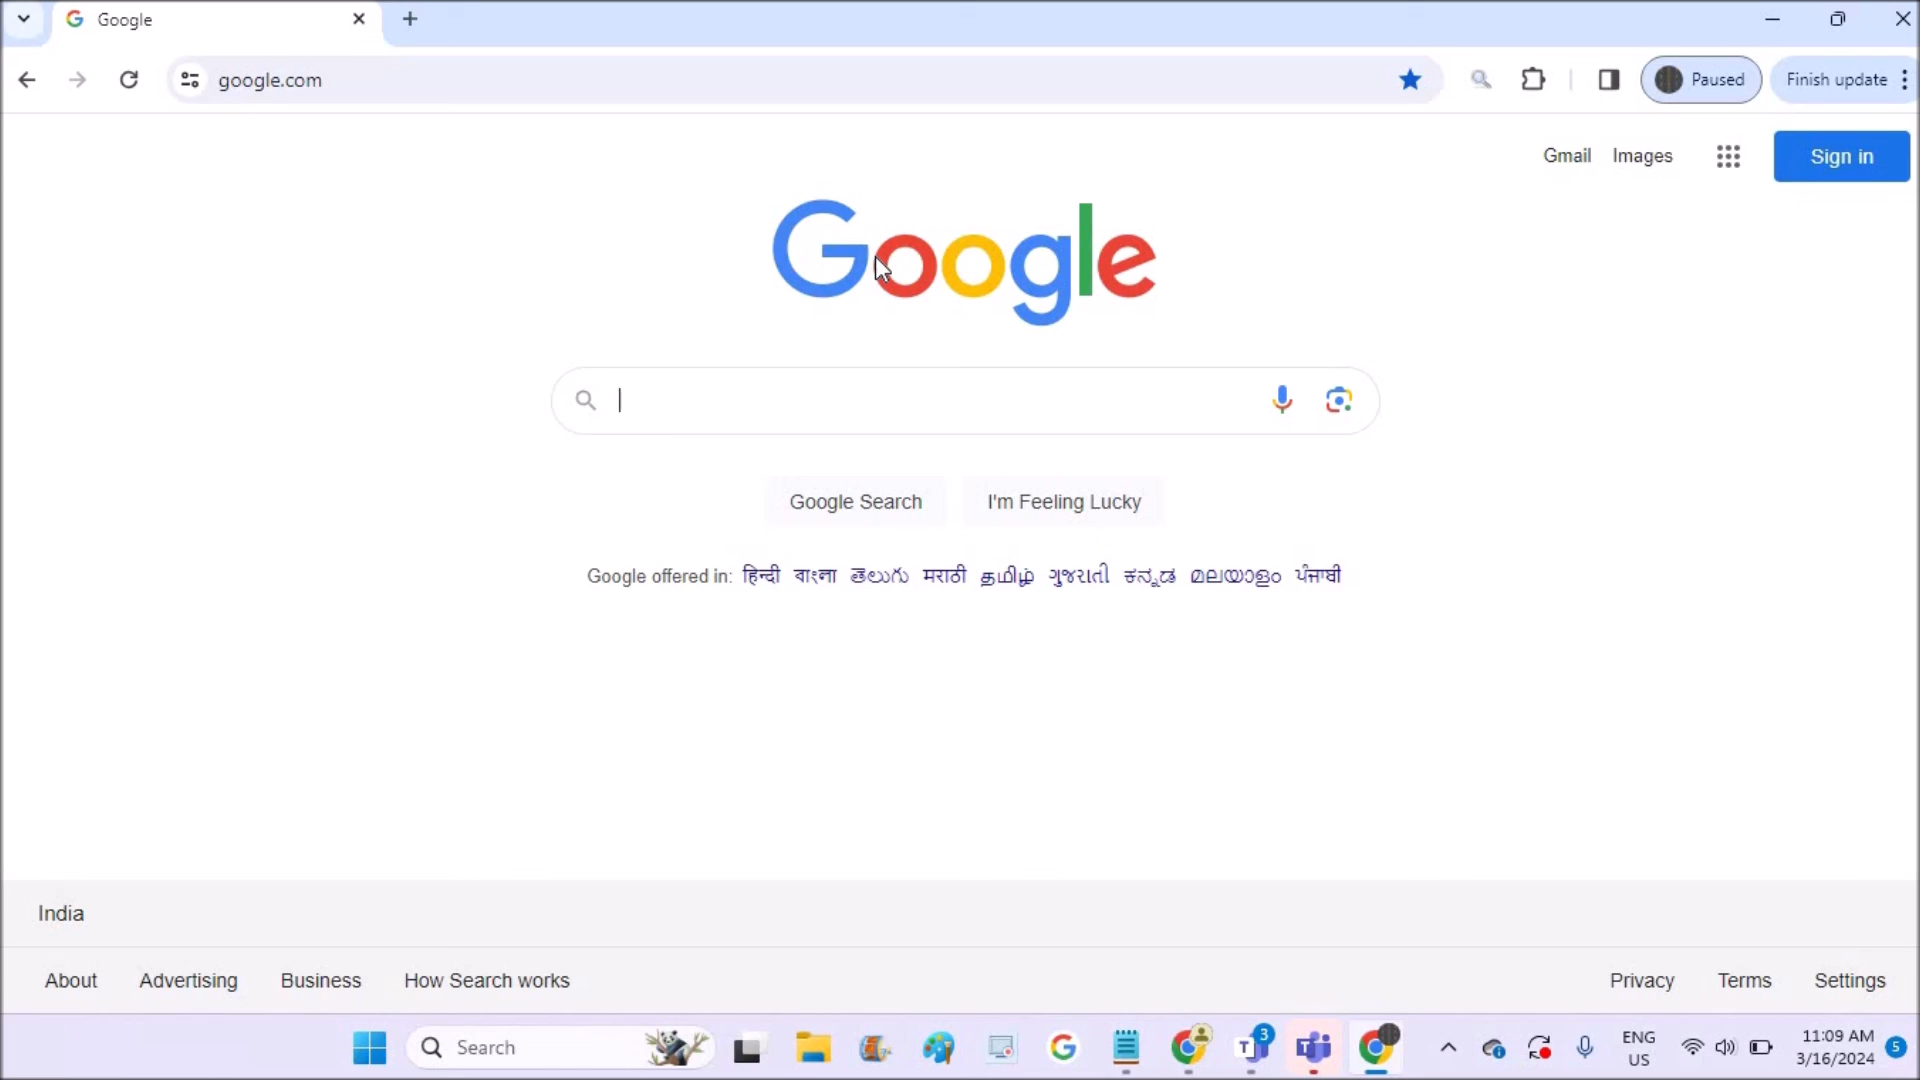 Google
google.com
Paused
Finish update
Gmail Images
Sign in
Google
Google Search I'm Feeling Lucky
Google offered in: हिन्दी বাংলা తెలుగు मराठी தமிழ் ગુજરાતી ಕನ್ನಡ മലയാളം ਪੰਜਾਬੀ
India
About Advertising Business How Search works Privacy Terms Settings
Search
3
ENG
US
11:09 AM
3/16/2024
5